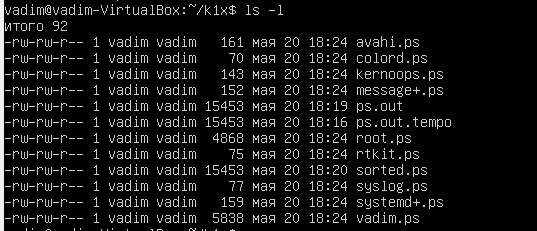 vadim@vadim-VirtualBox:~/k1x$ ls -l
итого 92
-rw-rw-r-- 1 vadim vadim 161 мая 20 18:24 avahi.ps
-rw-rw-r-- 1 vadim vadim 70 мая 20 18:24 colord.ps
-rw-rw-r-- 1 vadim vadim 143 мая 20 18:24 kernoops.ps
-rw-rw-r-- 1 vadim vadim 152 мая 20 18:24 message+.ps
-rw-rw-r-- 1 vadim vadim 15453 мая 20 18:19 ps.out
-rw-rw-r-- 1 vadim vadim 15453 мая 20 18:16 ps.out.tempo
-rw-rw-r-- 1 vadim vadim 4868 мая 20 18:24 root.ps
-rw-rw-r-- 1 vadim vadim 75 мая 20 18:24 rtkit.ps
-rw-rw-r-- 1 vadim vadim 15453 мая 20 18:20 sorted.ps
-rw-rw-r-- 1 vadim vadim 77 мая 20 18:24 syslog.ps
-rw-rw-r-- 1 vadim vadim 159 мая 20 18:24 systemd+.ps
-rw-rw-r-- 1 vadim vadim 5838 мая 20 18:24 vadim.ps